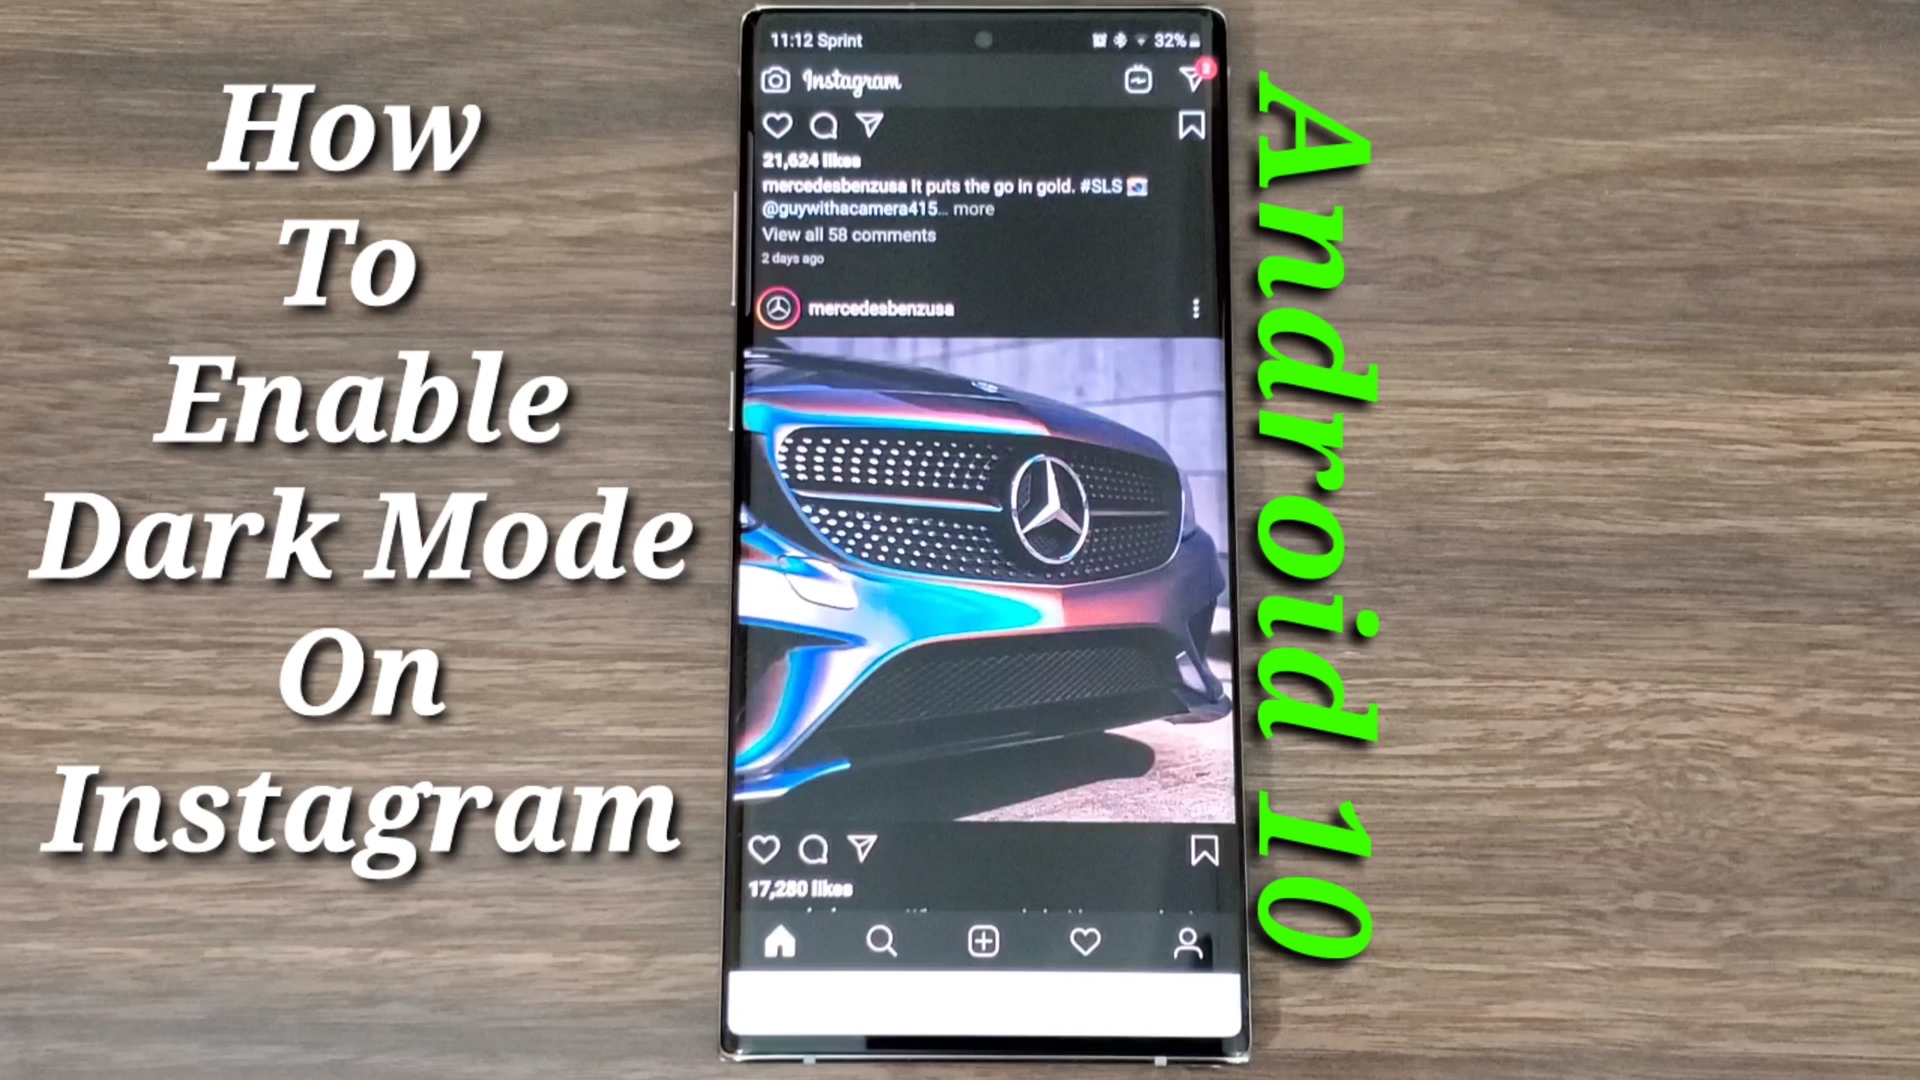 How
To
Enable
Dark Mode
On
Instagram
11:12 Sprint
32%
Instagram
2
21,624 likes
mercedesbenzusa It puts the go in gold. #SLS 📷
@guywithacamera415... more
View all 58 comments
2 days ago
mercedesbenzusa
17,280 likes
Android 10